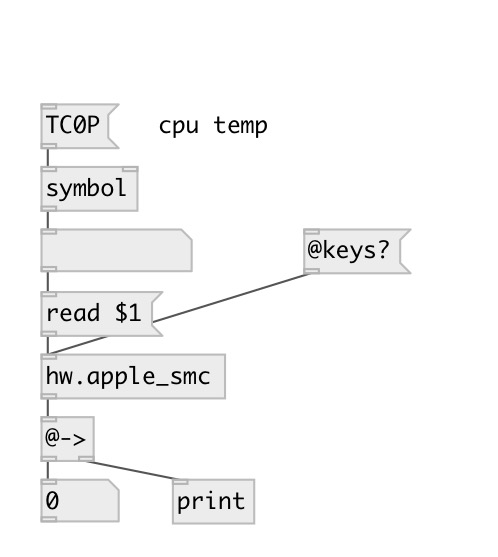 TC0P cpu temp
symbol
@keys?
read $1
hw.apple_smc
@->
0 print